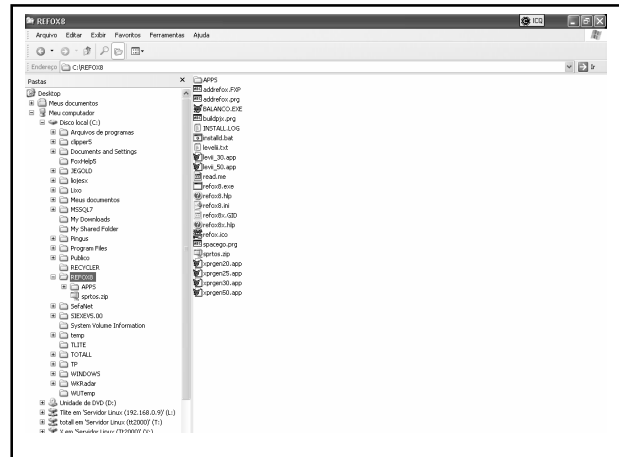 REFOX8
ICQ
Arquivo Editar Exibir Favoritos Ferramentas Ajuda
Endereço C:\REFOX8
Ir
Pastas
Desktop
Meus documentos
Meu computador
Disco local (C:)
Arquivos de programas
clipper5
Documents and Settings
FoxHelp5
JEGOLD
liojesx
Lixo
Meus documentos
MSSQL7
My Downloads
My Shared Folder
Pingus
Program Files
Publico
RECYCLER
REFOX8
APPS
sprtos.zip
SefaNet
SIEXEV5.00
System Volume Information
temp
TLITE
TOTALL
TP
WINDOWS
WKRadar
WUTemp
Unidade de DVD (D:)
Tlite em 'Servidor Linux (192.168.0.9)' (L:)
totall em 'Servidor Linux (tt2000)' (T:)
APPS
addrefox.FXP
addrefox.prg
BALANCO.EXE
buildpjx.prg
INSTALL.LOG
installd.bat
levelii.txt
levii_30.app
levii_50.app
read.me
refox8.exe
refox8.hlp
refox8.ini
refox8x.GID
refox8x.hlp
refox.ico
spacego.prg
sprtos.zip
xprgen20.app
xprgen25.app
xprgen30.app
xprgen50.app